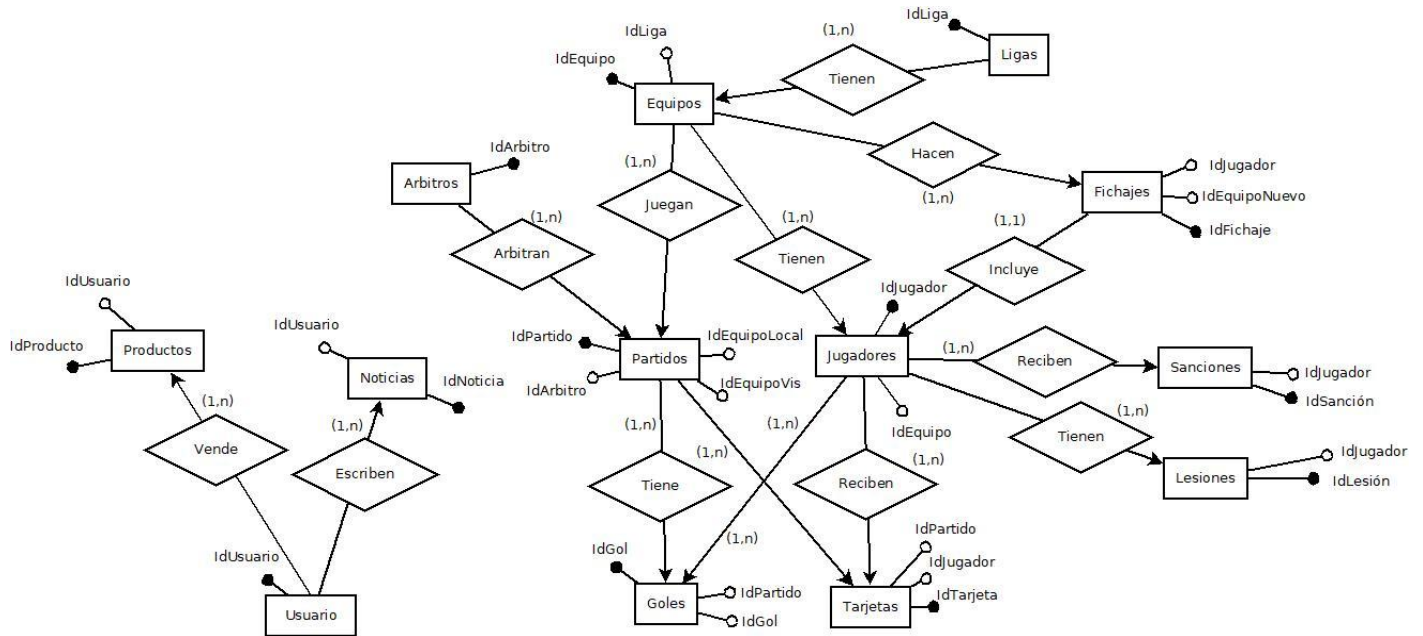 IdLiga
(1,n)
Ligas
Tienen
IdLiga
IdEquipo
Equipos
Hacen
(1,n)
IdJugador
IdEquipoNuevo
IdFichaje
Fichajes
IdArbitro
Arbitros
(1,n)
Juegan
(1,n)
Arbitran
(1,n)
Tienen
(1,1)
Incluye
IdJugador
IdUsuario
IdProducto
Productos
IdUsuario
Noticias
IdNoticia
IdPartido
IdArbitro
Partidos
IdEquipoLocal
IdEquipoVis
Jugadores
IdEquipo
(1,n)
Reciben
Sanciones
IdJugador
IdSanción
(1,n)
Tienen
Lesiones
IdJugador
IdLesión
(1,n)
Vende
(1,n)
Escriben
(1,n)
Tiene
(1,n)
(1,n)
(1,n)
Reciben
(1,n)
IdUsuario
Usuario
IdGol
Goles
IdPartido
IdGol
IdPartido
IdJugador
IdTarjeta
Tarjetas